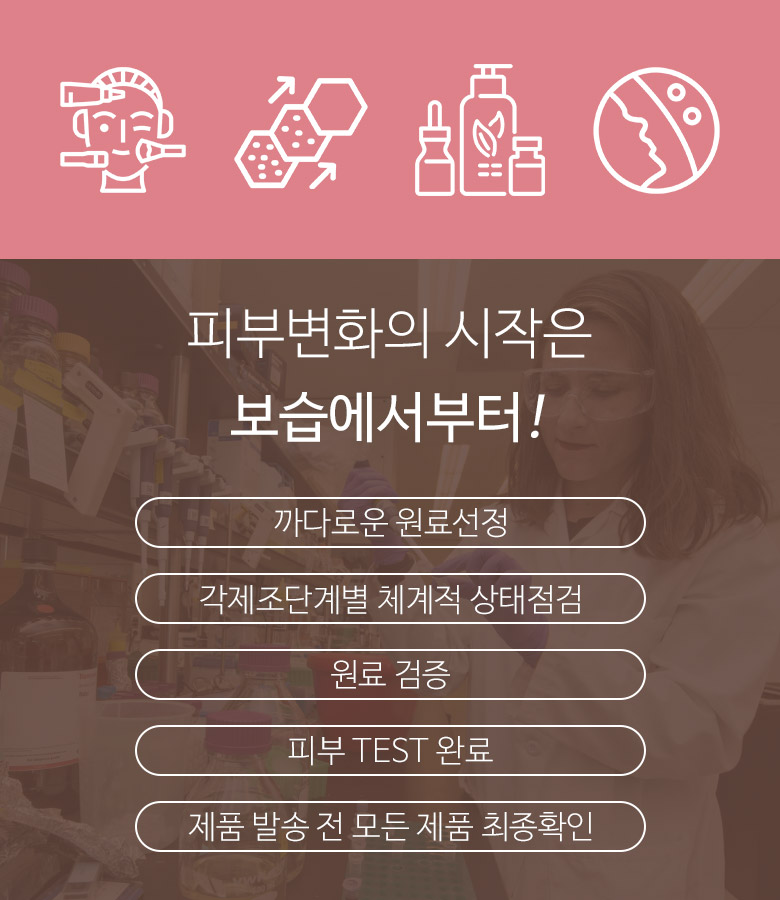 피부변화의 시작은
보습에서부터!
까다로운 원료선정
각제조단계별 체계적 상태점검
원료 검증
피부 TEST 완료
제품 발송 전 모든 제품 최종확인